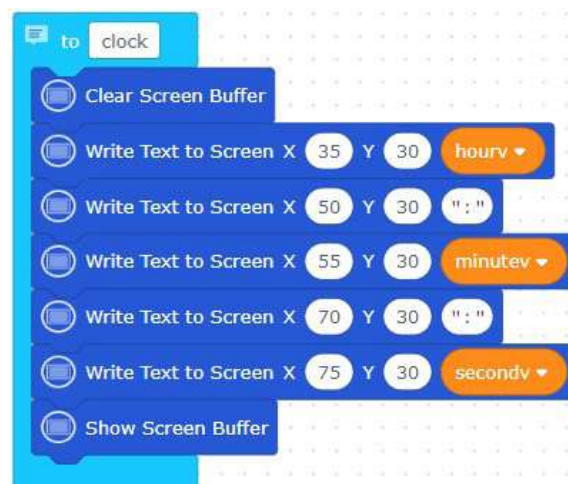 to clock
Clear Screen Buffer
Write Text to Screen X 35 Y 30 hourv
Write Text to Screen X 50 Y 30 ":"
Write Text to Screen X 55 Y 30 minutev
Write Text to Screen X 70 Y 30 ":"
Write Text to Screen X 75 Y 30 secondv
Show Screen Buffer